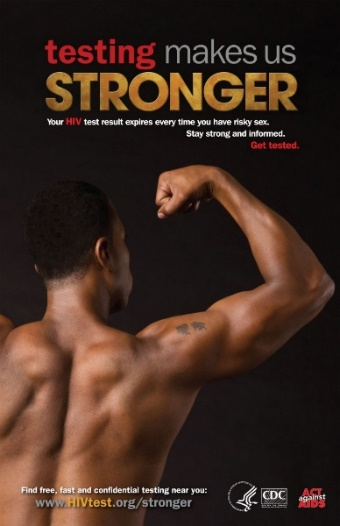 testing makes us
STRONGER
Your HIV test result expires every time you have risky sex.
Stay strong and informed.
Get tested.
Find free, fast and confidential testing near you:
www.HIVtest.org/stronger
CDC
ACT
against
AIDS